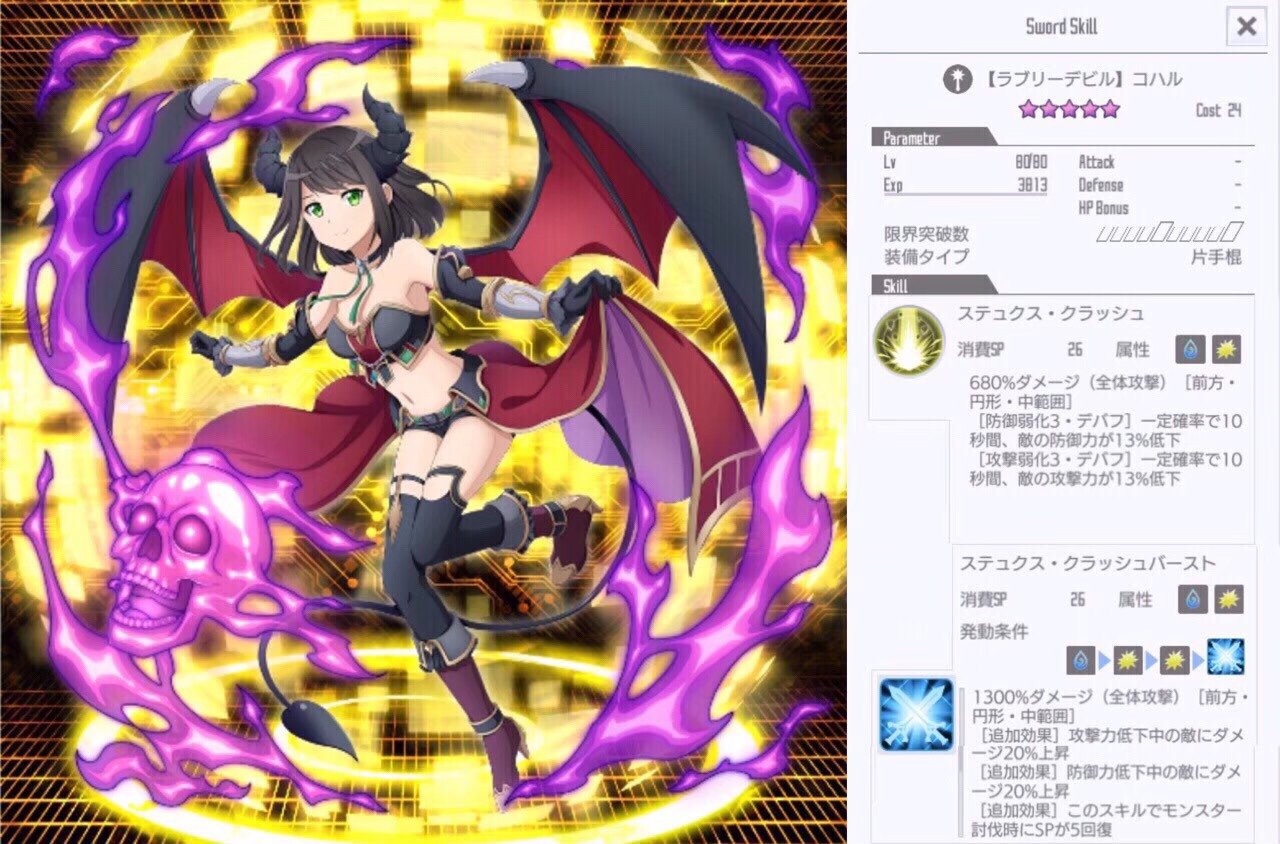 Sword Skill
【ラブリーデビル】コハル
Cost 24
Parameter
Lv 80/80 Attack -
Exp 3813 Defense -
HP Bonus -
限界突破数
装備タイプ 片手棍
Skill
ステュクス・クラッシュ
消費SP 26 属性
680%ダメージ（全体攻撃）［前方・
円形・中範囲］
［防御弱化3・デバフ］一定確率で10
秒間、敵の防御力が13%低下
［攻撃弱化3・デバフ］一定確率で10
秒間、敵の攻撃力が13%低下
ステュクス・クラッシュバースト
消費SP 26 属性
発動条件
1300%ダメージ（全体攻撃）［前方・
円形・中範囲］
［追加効果］攻撃力低下中の敵にダメ
ージ20%上昇
［追加効果］防御力低下中の敵にダメ
ージ20%上昇
［追加効果］このスキルでモンスター
討伐時にSPが5回復